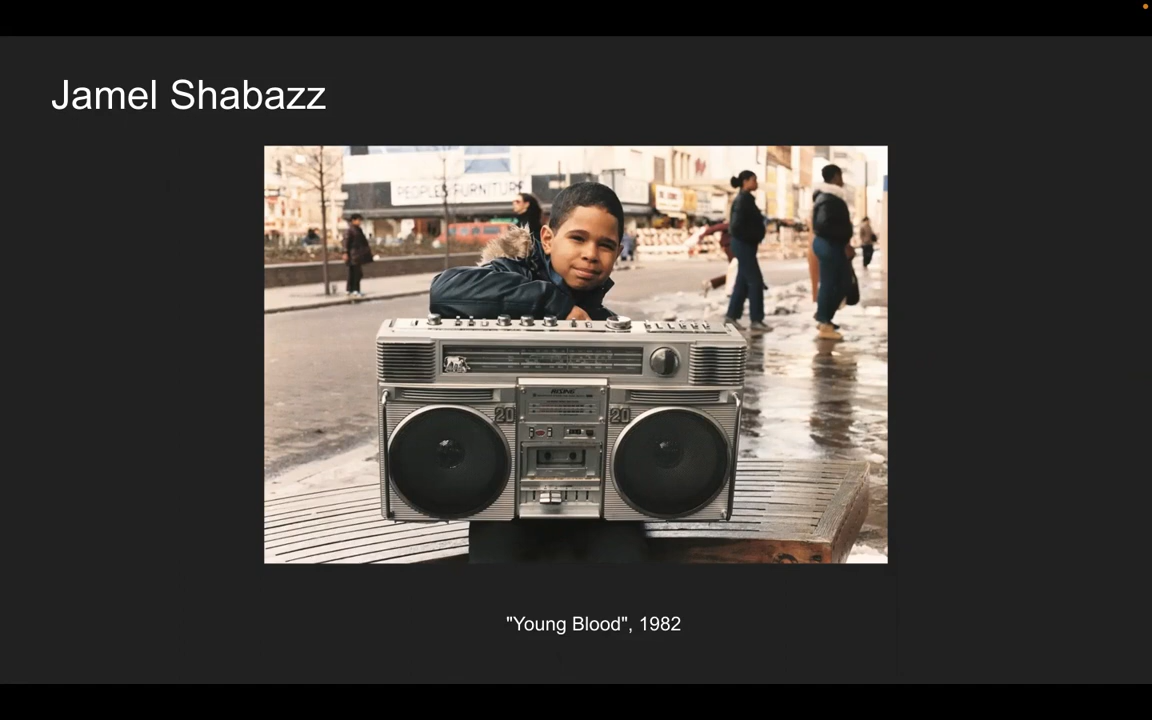 Jamel Shabazz
PEOPLES FURNITURE
20
20
"Young Blood", 1982